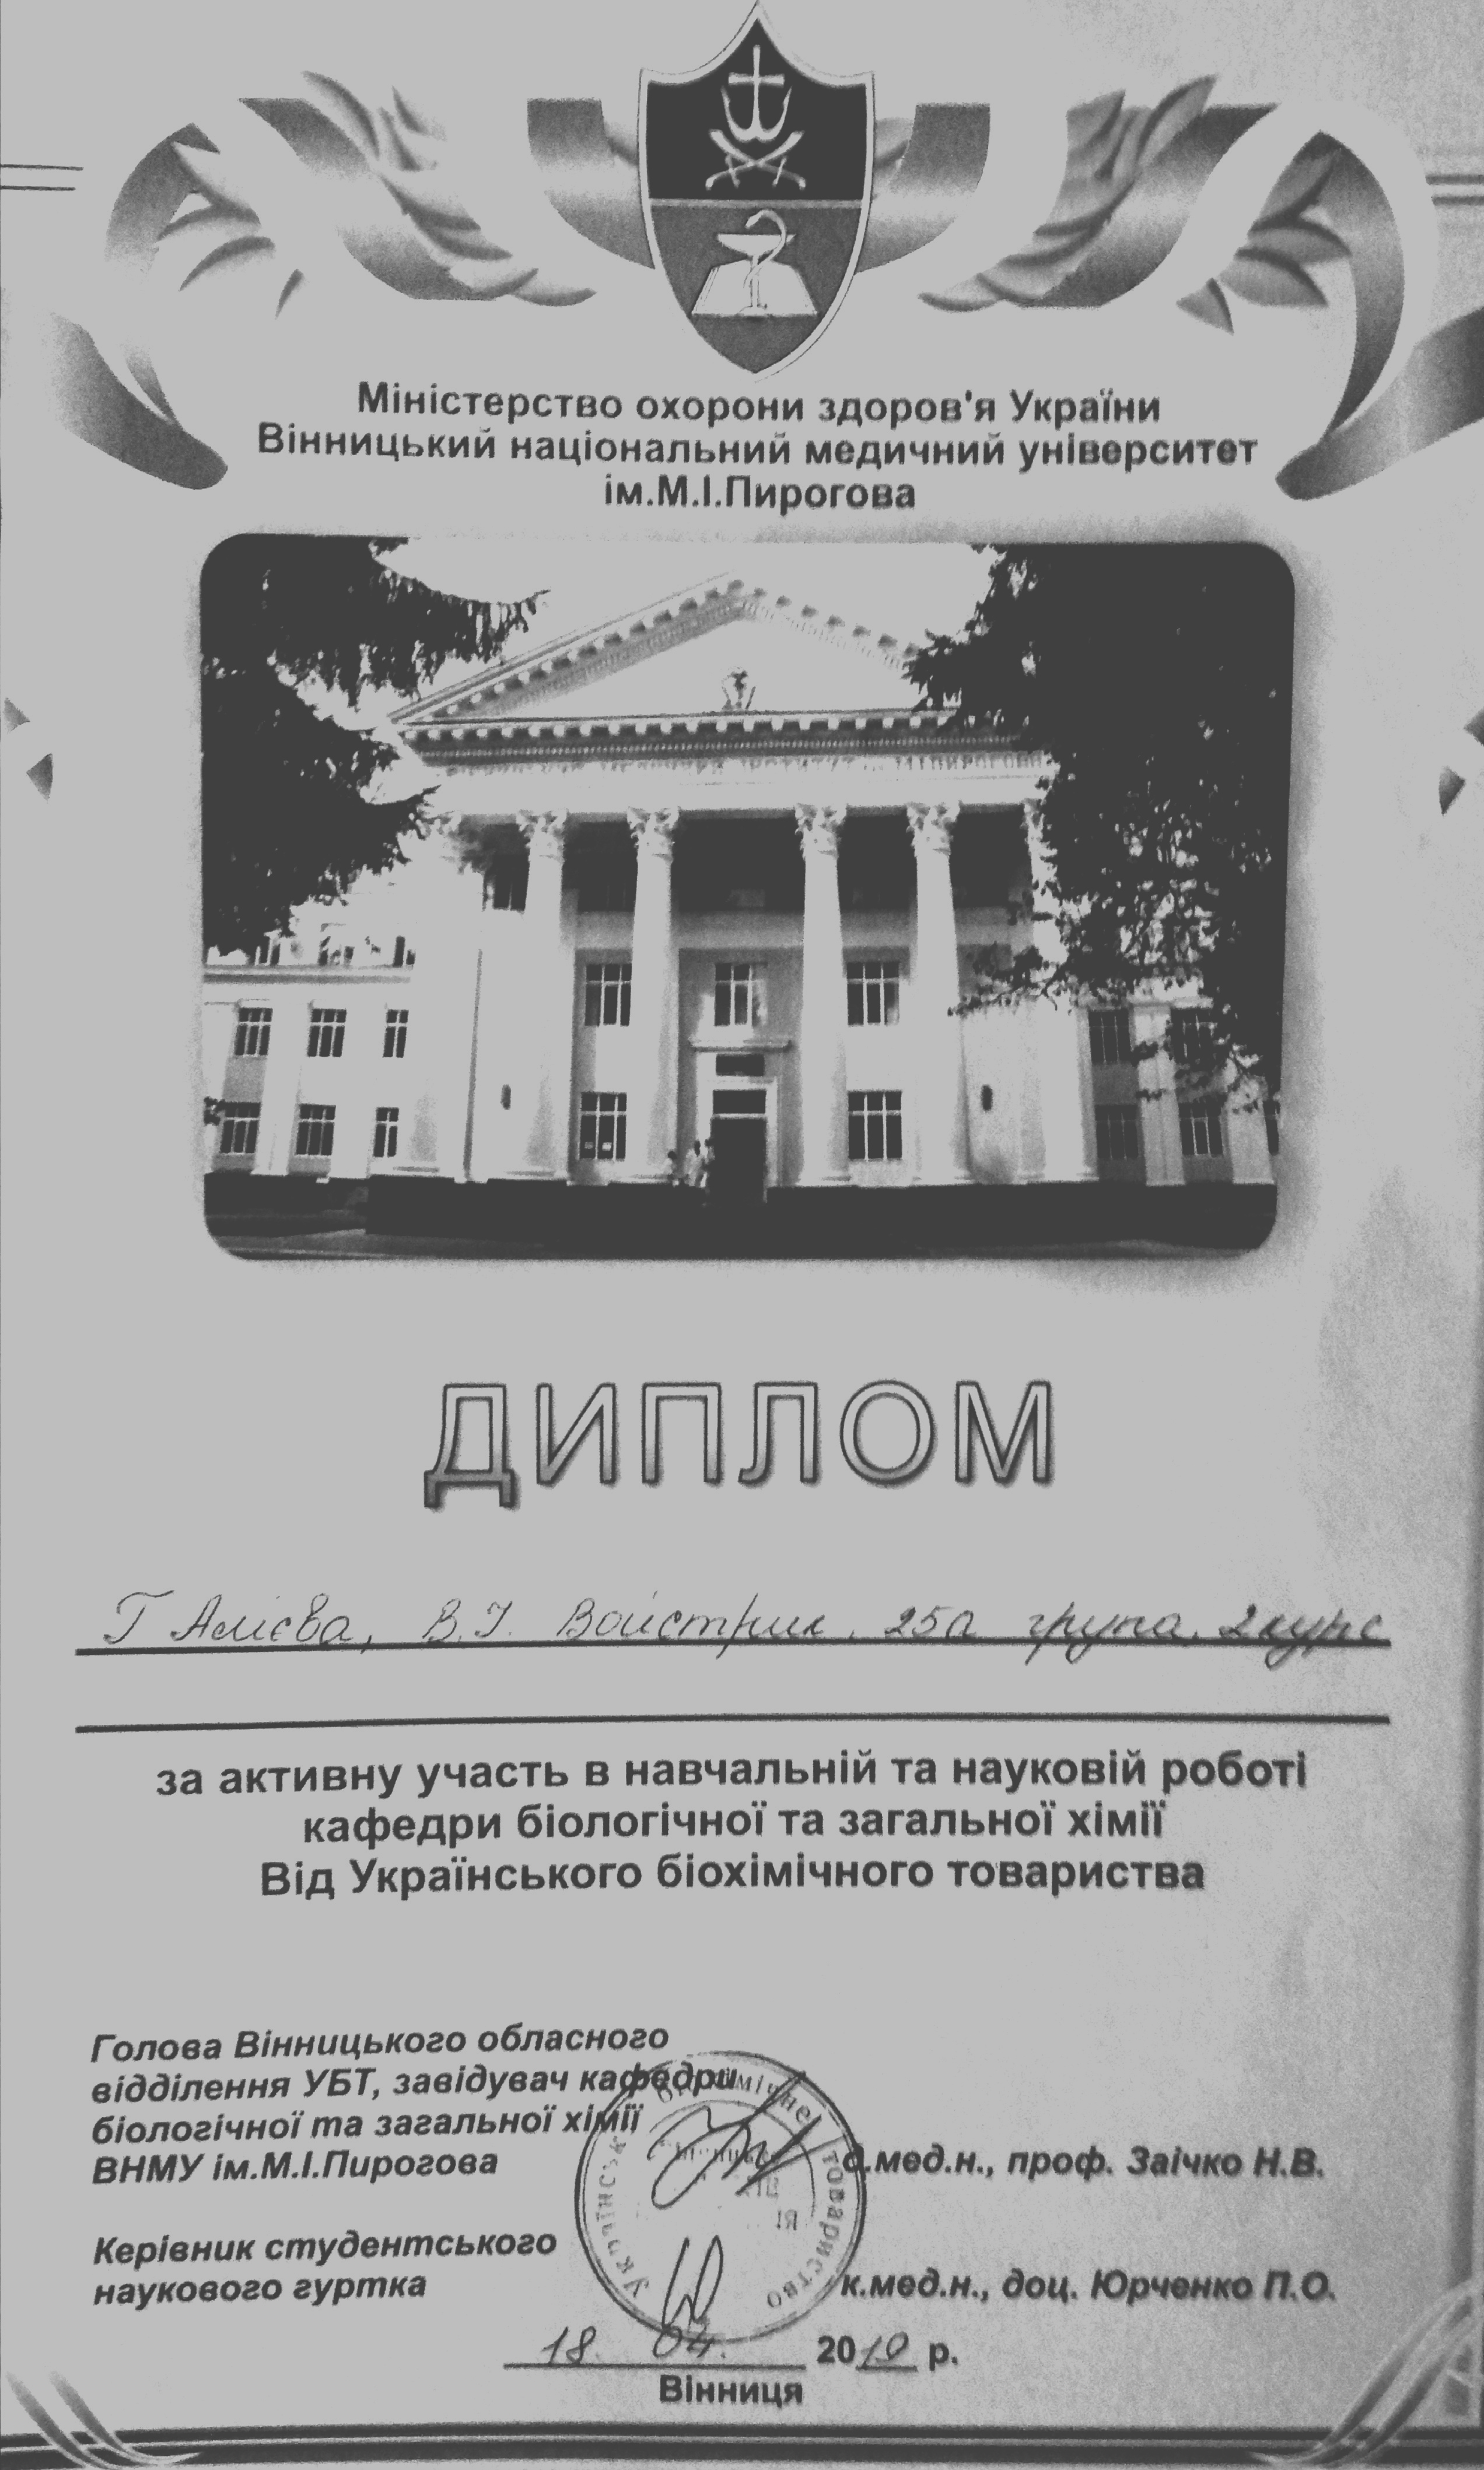 Міністерство охорони здоров'я України
Вінницький національний медичний університет
ім.М.І.Пирогова
ДИПЛОМ
Г Алієва, В.І. Войстрик. 25а група, 2 курс
за активну участь в навчальній та науковій роботі
кафедри біологічної та загальної хімії
Від Українського біохімічного товариства
Голова Вінницького обласного
відділення УБТ, завідувач кафедри
біологічної та загальної хімії
ВНМУ ім.М.І.Пирогова
д.мед.н., проф. Заічко Н.В.
Керівник студентського
наукового гуртка
к.мед.н., доц. Юрченко П.О.
товариство
18. 04. 2019 р.
Вінниця